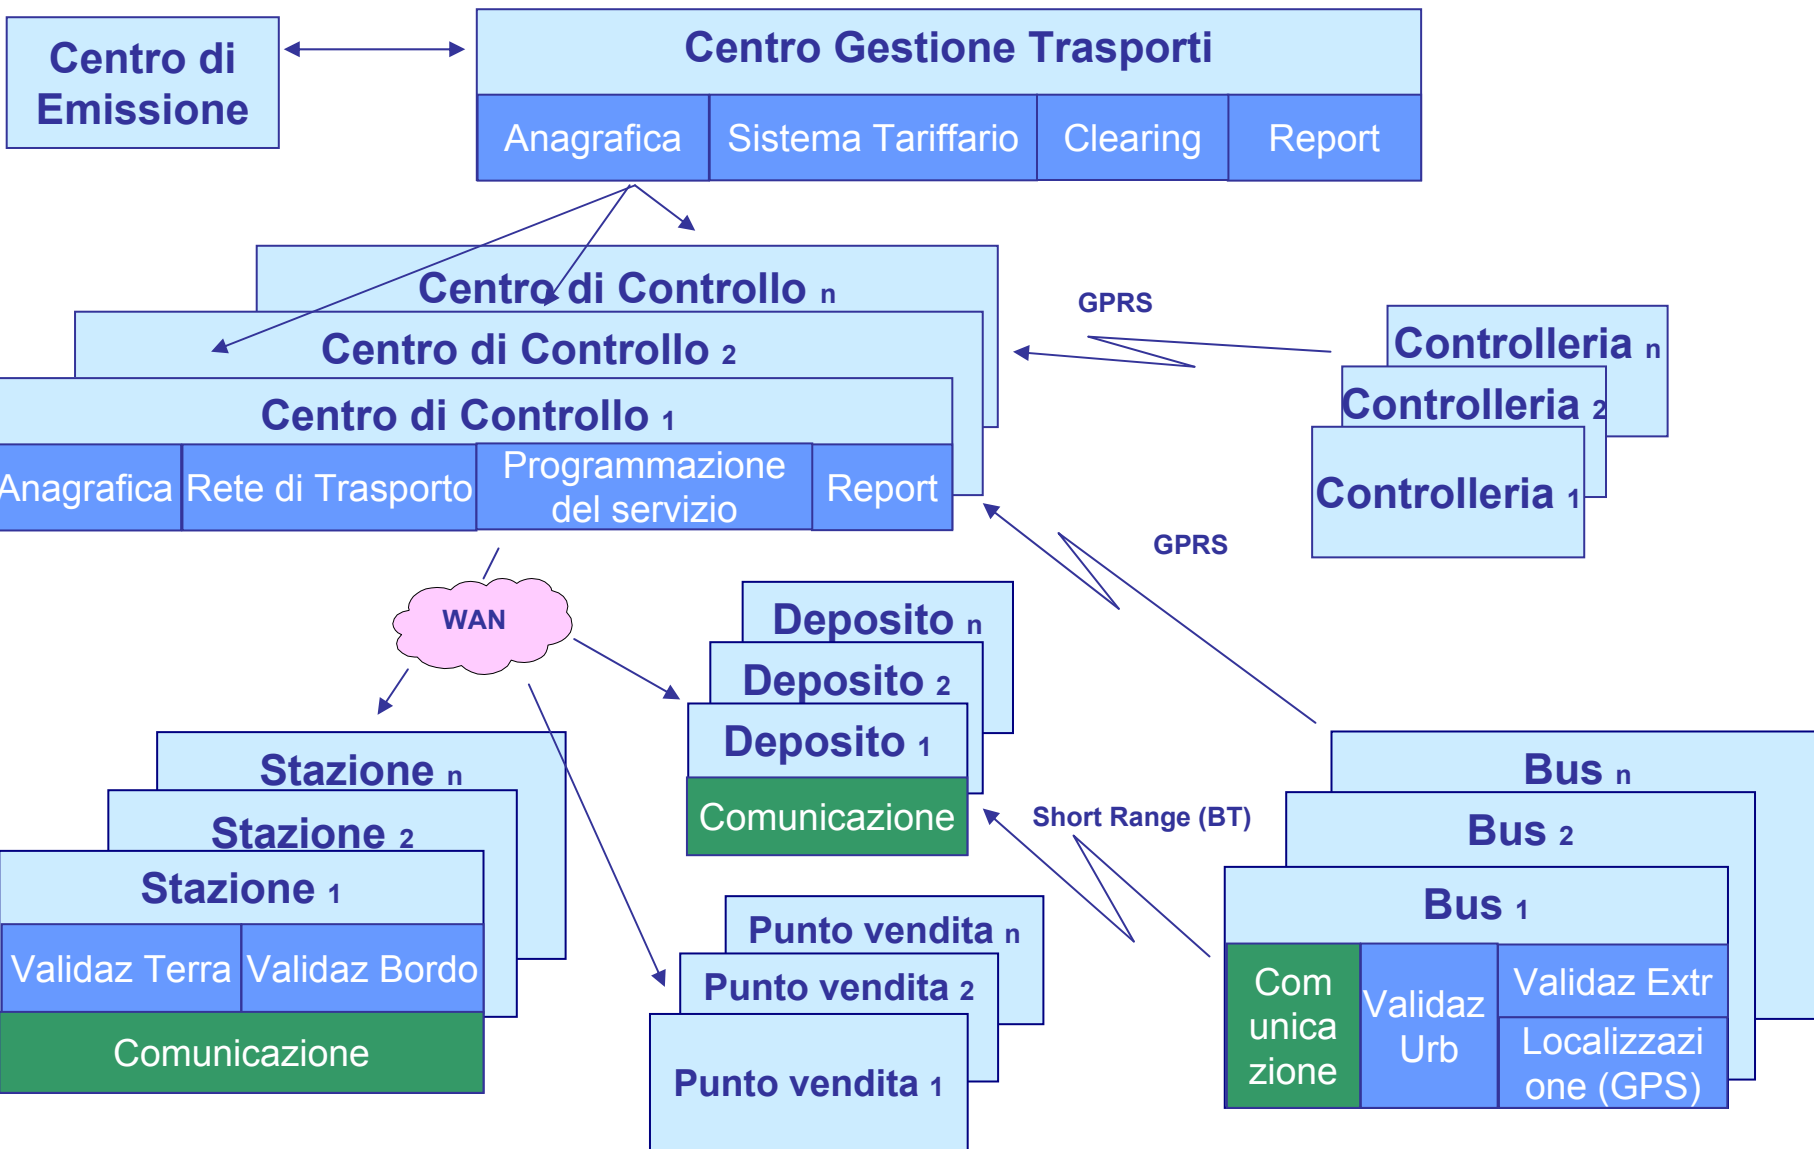 Centro di
Emissione
Centro Gestione Trasporti
Anagrafica
Sistema Tariffario
Clearing
Report
Centro di Controllo n
Centro di Controllo 2
Centro di Controllo 1
Anagrafica
Rete di Trasporto
Programmazione
del servizio
Report
GPRS
Controlleria n
Controlleria 2
Controlleria 1
GPRS
WAN
Deposito n
Deposito 2
Deposito 1
Comunicazione
Short Range (BT)
Stazione n
Stazione 2
Stazione 1
Validaz Terra
Validaz Bordo
Comunicazione
Punto vendita n
Punto vendita 2
Punto vendita 1
Bus n
Bus 2
Bus 1
Com
unica
zione
Validaz
Urb
Validaz Extr
Localizzazi
one (GPS)